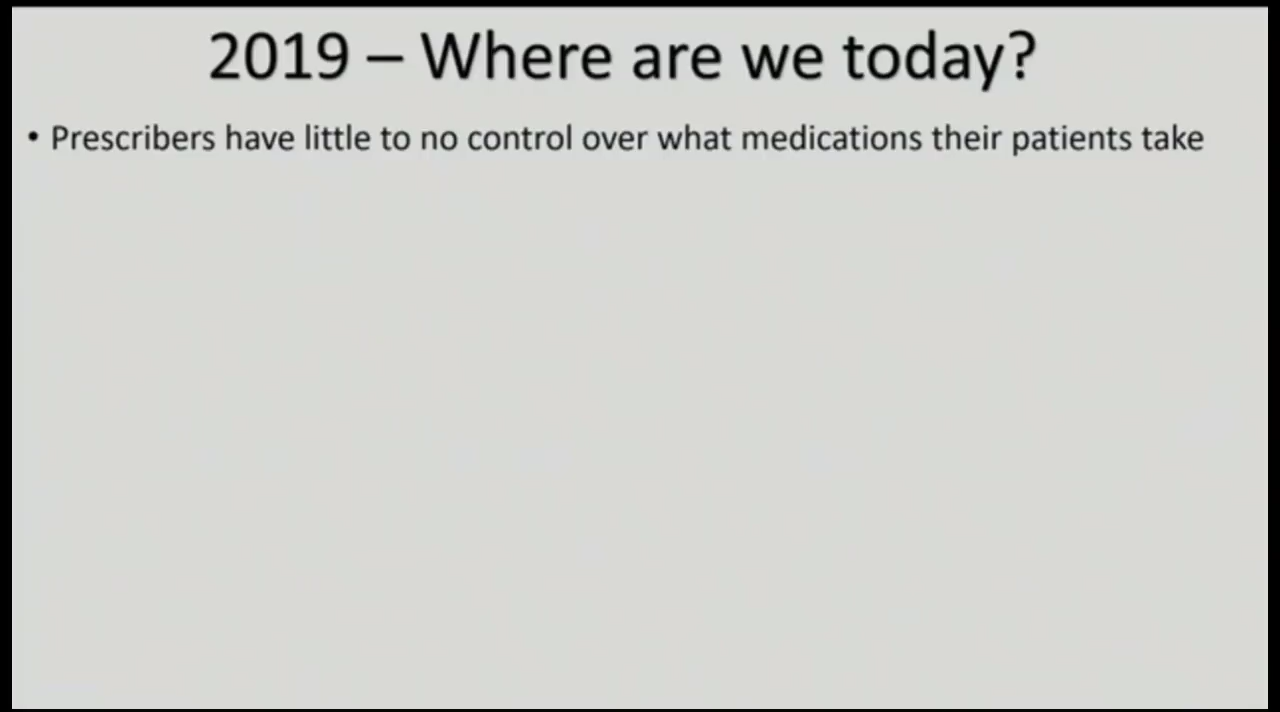 2019 – Where are we today?
• Prescribers have little to no control over what medications their patients take